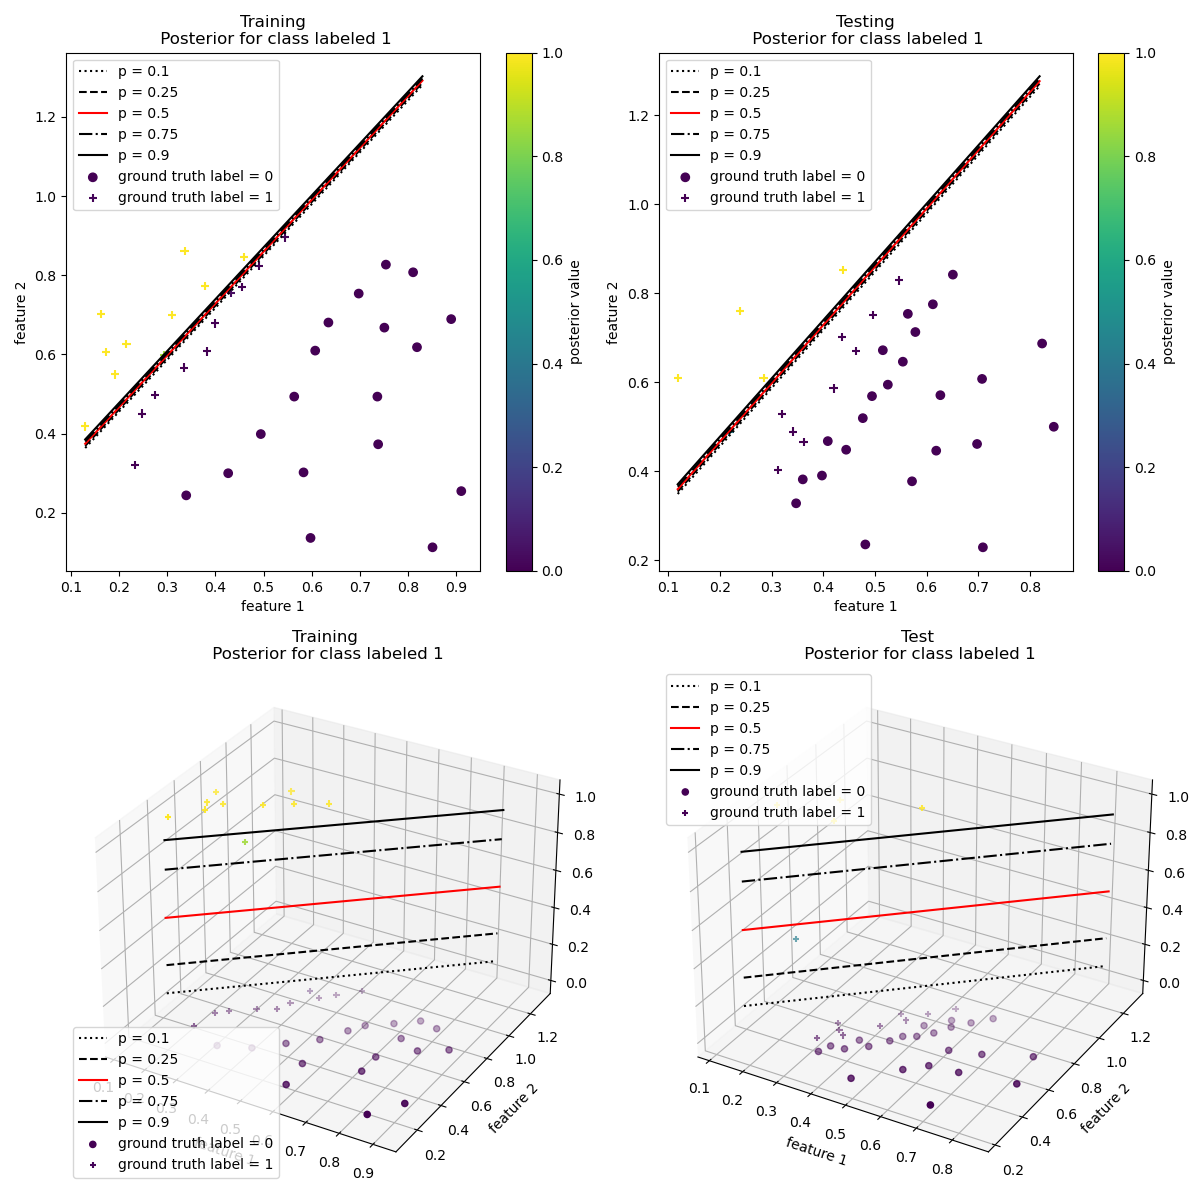 Training
Posterior for class labeled 1
p = 0.1
p = 0.25
p = 0.5
p = 0.75
p = 0.9
ground truth label = 0
ground truth label = 1
1.2
1.0
0.8
0.6
0.4
0.2
feature 2
0.1 0.2 0.3 0.4 0.5 0.6 0.7 0.8 0.9
feature 1
1.0
0.8
0.6
0.4
0.2
0.0
posterior value
Testing
Posterior for class labeled 1
p = 0.1
p = 0.25
p = 0.5
p = 0.75
p = 0.9
ground truth label = 0
ground truth label = 1
1.2
1.0
0.8
0.6
0.4
0.2
feature 2
0.1 0.2 0.3 0.4 0.5 0.6 0.7 0.8
feature 1
1.0
0.8
0.6
0.4
0.2
0.0
posterior value
Training
Posterior for class labeled 1
1.0
0.8
0.6
0.4
0.2
0.0
1.2
1.0
0.8
0.6
0.4
0.2
feature 2
0.1 0.2 0.3 0.4 0.5 0.7 0.8 0.9
feature 1
p = 0.1
p = 0.25
p = 0.5
p = 0.75
p = 0.9
ground truth label = 0
ground truth label = 1
Test
Posterior for class labeled 1
p = 0.1
p = 0.25
p = 0.5
p = 0.75
p = 0.9
ground truth label = 0
ground truth label = 1
1.0
0.8
0.6
0.4
0.2
0.0
1.2
1.0
0.8
0.6
0.4
0.2
feature 2
0.1 0.2 0.3 0.4 0.5 0.6 0.7 0.8
feature 1